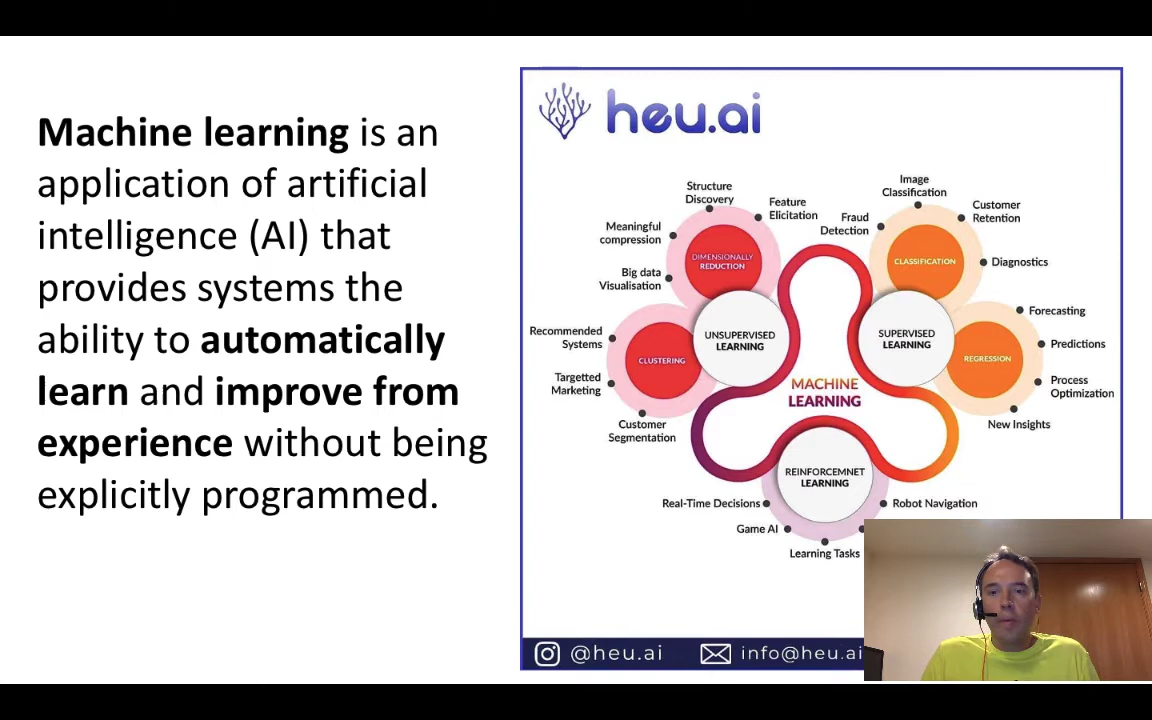 Machine learning is an
application of artificial
intelligence (AI) that
provides systems the
ability to automatically
learn and improve from
experience without being
explicitly programmed.
heu.ai
Structure
Discovery
Feature
Elicitation
Meaningful
compression
Big data
Visualisation
DIMENSIONALLY
REDUCTION
Recommended
Systems
Targetted
Marketing
Customer
Segmentation
CLUSTERING
UNSUPERVISED
LEARNING
Image
Classification
Fraud
Detection
Customer
Retention
Diagnostics
CLASSIFICATION
SUPERVISED
LEARNING
REGRESSION
Forecasting
Predictions
Process
Optimization
New Insights
MACHINE
LEARNING
REINFORCEMNET
LEARNING
Real-Time Decisions
Robot Navigation
Game AI
Learning Tasks
@heu.ai
info@heu.ai